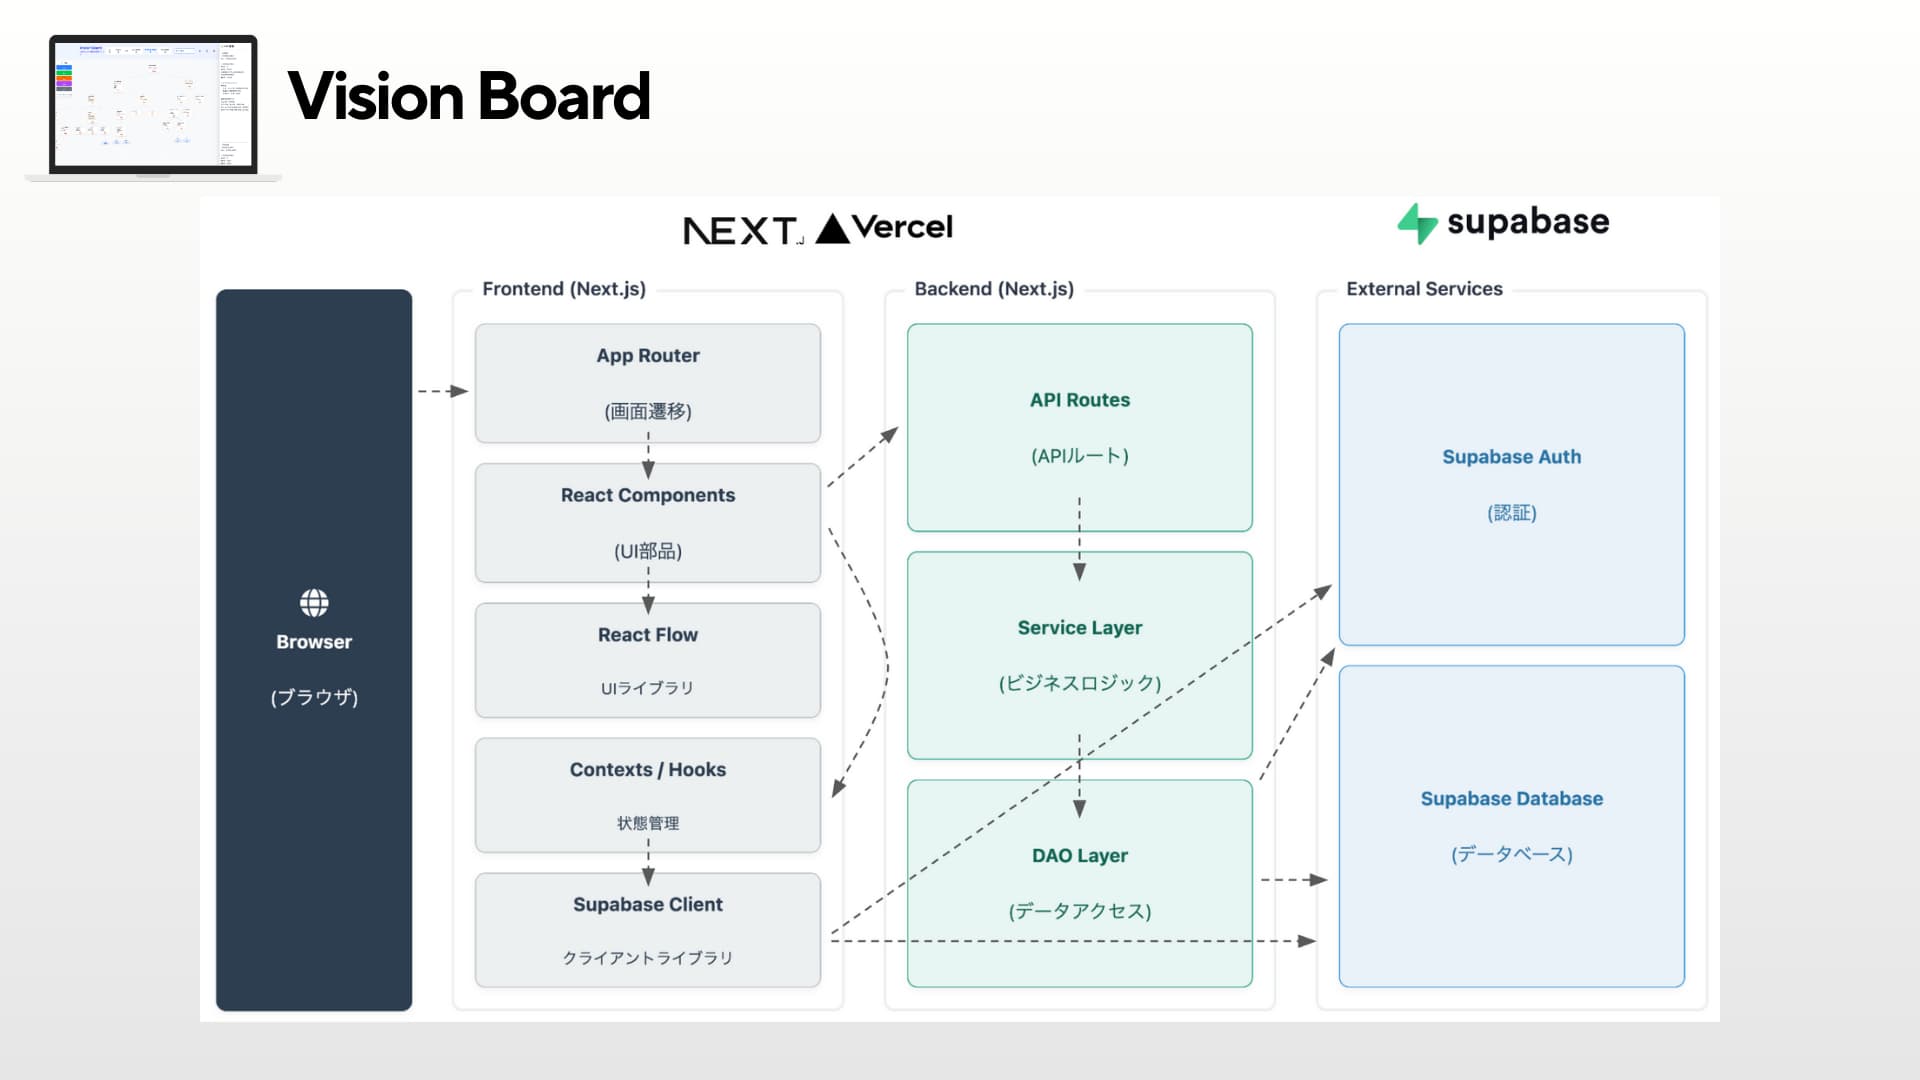 Vision Board
NEXT.J Vercel
supabase
Browser
(ブラウザ)
Frontend (Next.js)
App Router
(画面遷移)
React Components
(UI部品)
React Flow
UIライブラリ
Contexts / Hooks
状態管理
Supabase Client
クライアントライブラリ
Backend (Next.js)
API Routes
(APIルート)
Service Layer
(ビジネスロジック)
DAO Layer
(データアクセス)
External Services
Supabase Auth
(認証)
Supabase Database
(データベース)